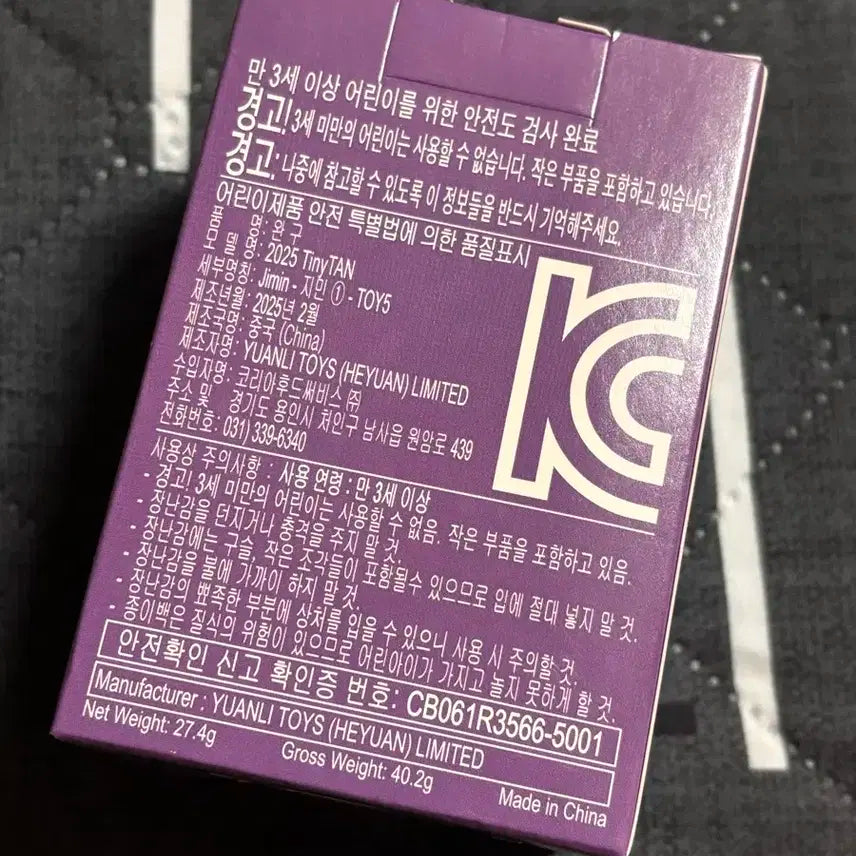 만 3세 이상 어린이를 위한 안전도 검사 완료
경고! 3세 미만의 어린이는 사용할 수 없습니다. 작은 부품을 포함하고 있습니다.
경고: 나중에 참고할 수 있도록 이 정보들을 반드시 기억해주세요.
어린이제품 안전 특별법에 의한 품질표시
품 명: 완 구
모 델 명: 2025 TinyTAN
세부명칭: Jimin - 지민 ① - TOY5
제조년월: 2025년 2월
제조국명: 중국 (China)
제조자명: YUANLI TOYS (HEYUAN) LIMITED
수입자명: 코리아후드써비스 ㈜
주소 및 : 경기도 용인시 처인구 남사읍 원암로 439
전화번호: 031) 339-6340
KC
사용상 주의사항 : 사용 연령 : 만 3세 이상
- 경고! 3세 미만의 어린이는 사용할 수 없음. 작은 부품을 포함하고 있음.
- 장난감을 던지거나 충격을 주지 말 것.
- 장난감에는 구슬, 작은 조각들이 포함될수 있으므로 입에 절대 넣지 말 것.
- 장난감을 불에 가까이 하지 말 것.
- 장난감의 뾰족한 부분에 상처를 입을 수 있으니 사용 시 주의할 것.
- 종이백은 질식의 위험이 있으므로 어린아이가 가지고 놀지 못하게 할 것.
안전확인 신고 확인증 번호: CB061R3566-5001
Manufacturer : YUANLI TOYS (HEYUAN) LIMITED
Net Weight: 27.4g
Gross Weight: 40.2g
Made in China